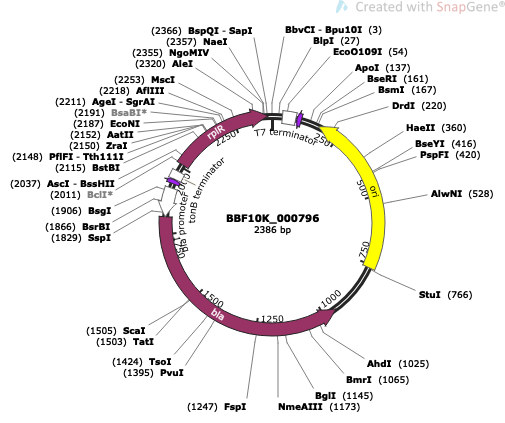 Created with SnapGene®
(2366) BspQI - SapI
(2357) NaeI
(2355) NgoMIV
(2320) AleI
(2253) MscI
(2218) AflIII
(2211) AgeI - SgrAI
(2191) BsaBI*
(2187) EcoNI
(2152) AatII
(2150) ZraI
(2148) PflFI - Tth111I
(2115) BstBI
(2037) AscI - BssHII
(2011) BclI*
(1906) BsgI
(1866) BsrBI
(1829) SspI
(1505) ScaI
(1503) TatI
(1424) TsoI
(1395) PvuI
(1247) FspI
BbvCI - Bpu10I (3)
BlpI (27)
EcoO109I (54)
ApoI (137)
BseRI (161)
BsmI (167)
DrdI (220)
HaeII (360)
BseYI (416)
PspFI (420)
AlwNI (528)
StuI (766)
AhdI (1025)
BmrI (1065)
BglI (1145)
NmeAIII (1173)
rplR
T7 terminator
tonB terminator
bla promoter
ori
bla
250
500
750
1000
1250
1500
2250
BBF10K_000796
2386 bp